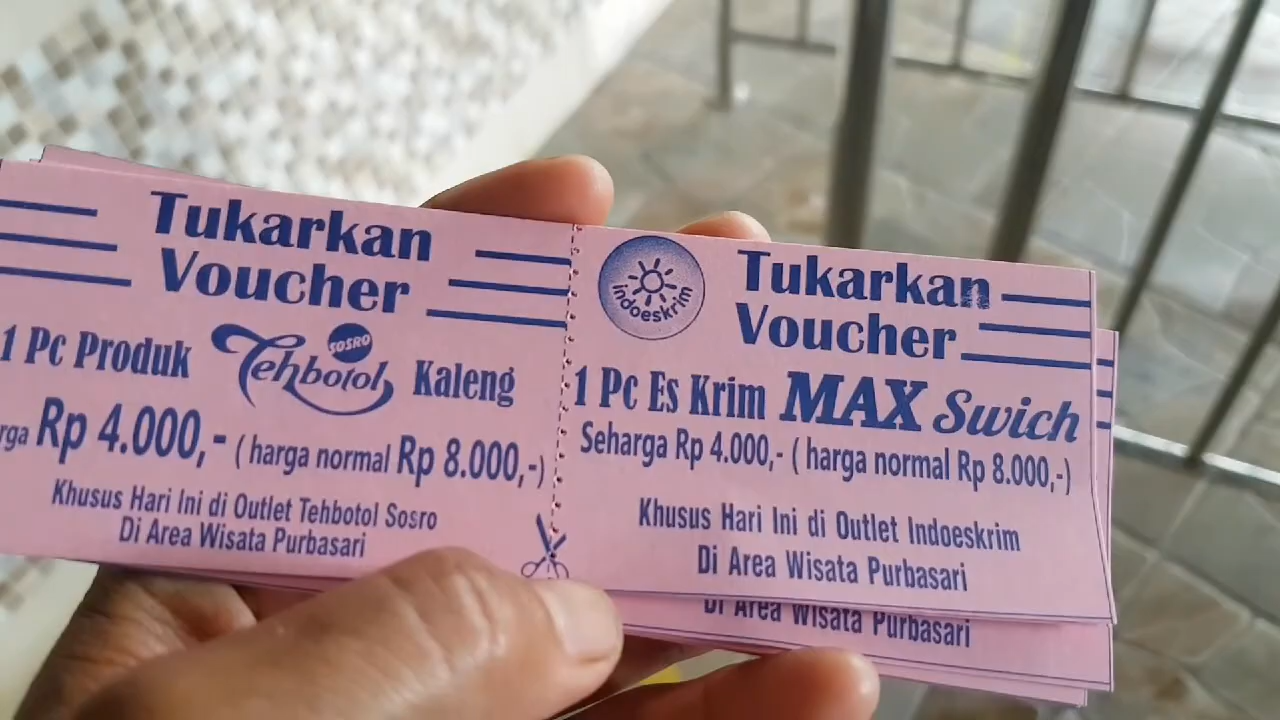 Tukarkan
Voucher
1 Pc Produk SOSRO Tehbotol Kaleng
Rp 4.000,- ( harga normal Rp 8.000,-)
Khusus Hari Ini di Outlet Tehbotol Sosro
Di Area Wisata Purbasari
indoeskrim
Tukarkan
Voucher
1 Pc Es Krim MAX Swich
Seharga Rp 4.000,- ( harga normal Rp 8.000,-)
Khusus Hari Ini di Outlet Indoeskrim
Di Area Wisata Purbasari
Di Area Wisata Purbasari